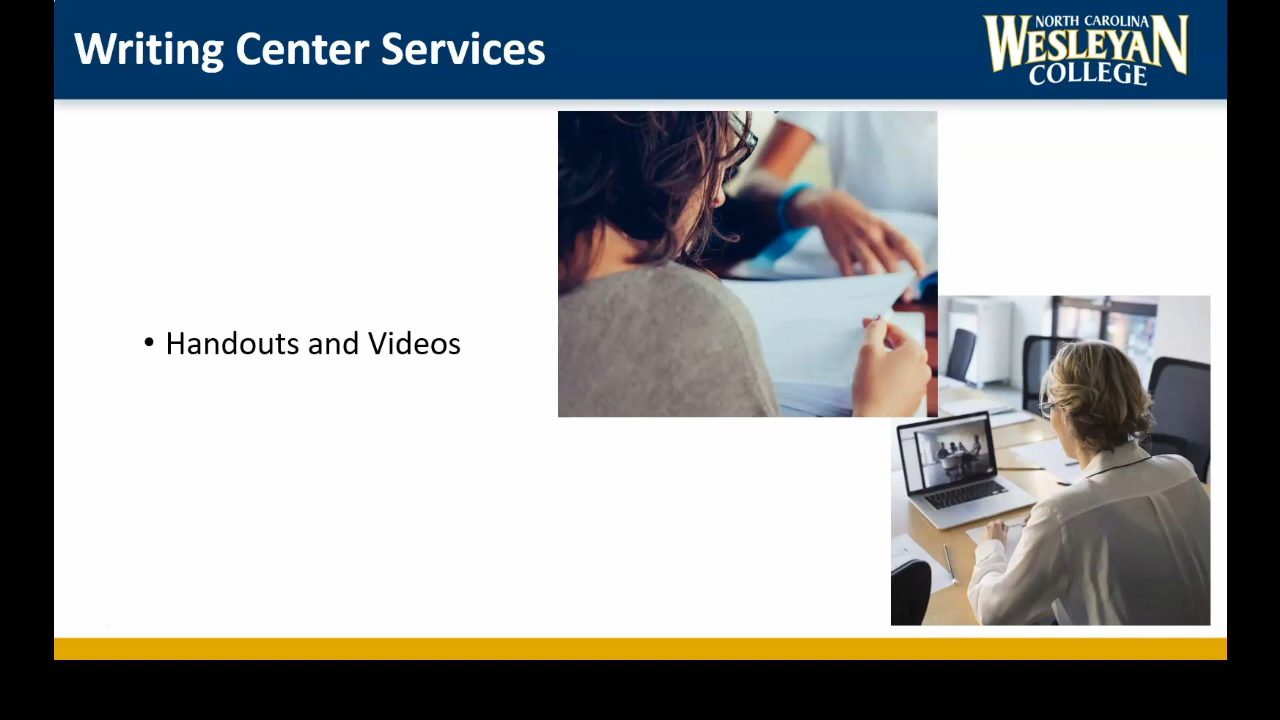 Writing Center Services
NORTH CAROLINA
WESLEYAN
COLLEGE
• Handouts and Videos